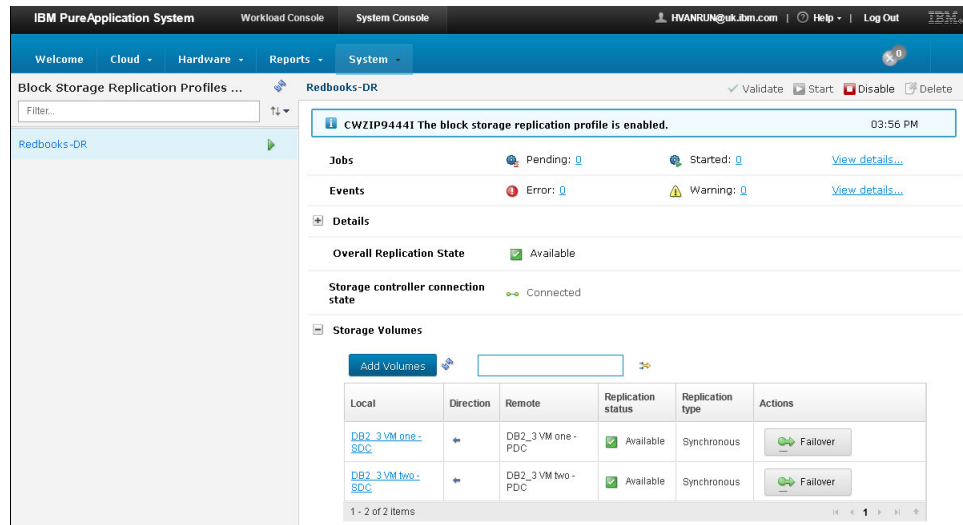 IBM PureApplication System Workload Console System Console HVANRUN@uk.ibm.com | Help | Log Out IBM
Welcome Cloud Hardware Reports System 0
Block Storage Replication Profiles ... Redbooks-DR Validate Start Disable Delete
Filter...
CWZIP9444I The block storage replication profile is enabled. 03:56 PM
Redbooks-DR
Jobs Pending: 0 Started: 0 View details...
Events Error: 0 Warning: 0 View details...
Details
Overall Replication State Available
Storage controller connection
state
Connected
Storage Volumes
Add Volumes
Local Direction Remote Replication
status Replication
type Actions
DB2_3 VM one -
SDC DB2_3 VM one -
PDC Available Synchronous Failover
DB2_3 VM two -
SDC DB2_3 VM two -
PDC Available Synchronous Failover
1 - 2 of 2 items 1